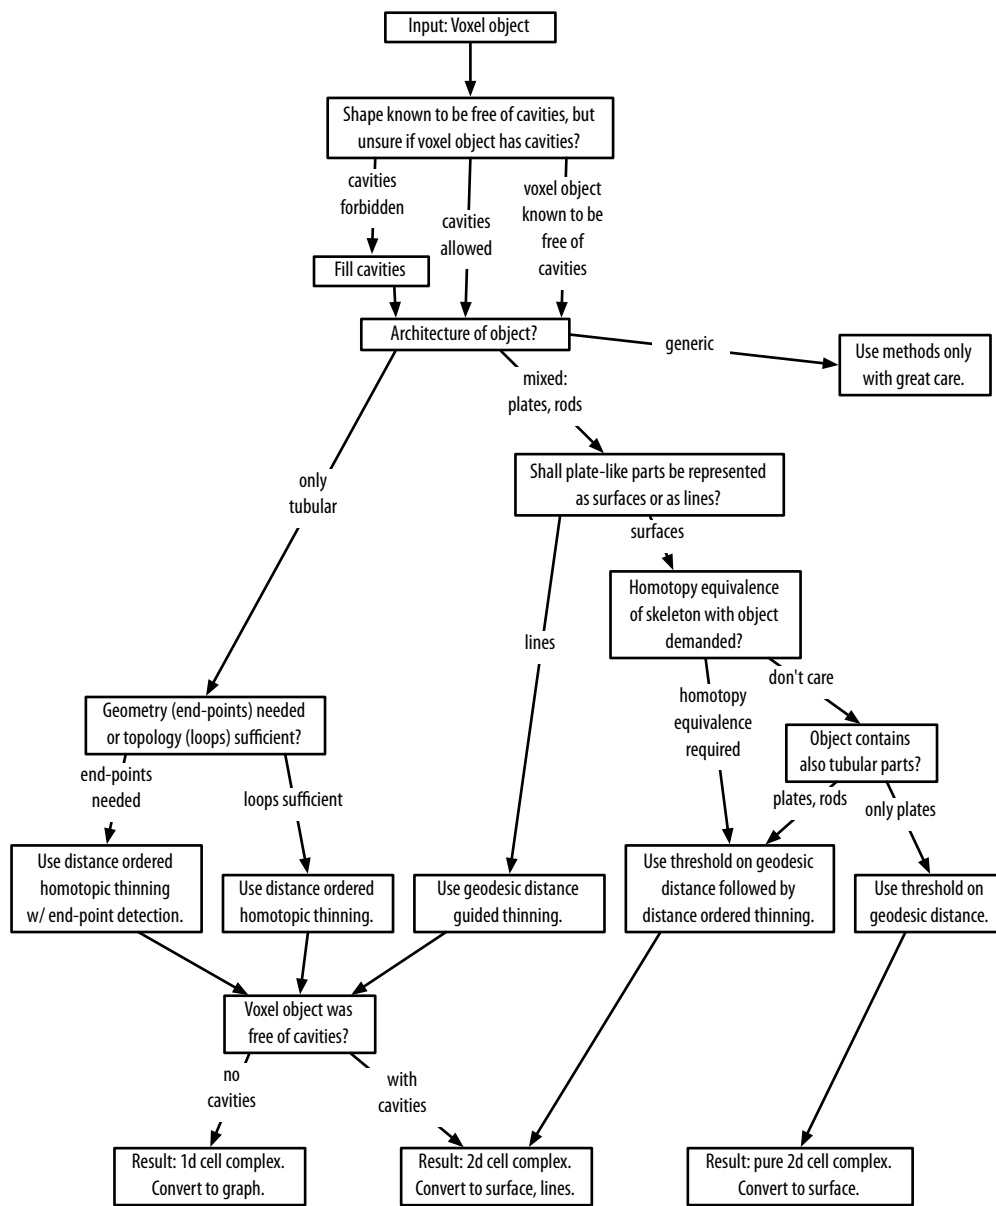 Input: Voxel object
Shape known to be free of cavities, but
unsure if voxel object has cavities?
cavities
forbidden
cavities
allowed
voxel object
known to be
free of
cavities
Fill cavities
Architecture of object?
generic
Use methods only
with great care.
mixed:
plates, rods
only
tubular
Shall plate-like parts be represented
as surfaces or as lines?
surfaces
lines
Homotopy equivalence
of skeleton with object
demanded?
don't care
homotopy
equivalence
required
Geometry (end-points) needed
or topology (loops) sufficient?
Object contains
also tubular parts?
end-points
needed
loops sufficient
plates, rods
only plates
Use distance ordered
homotopic thinning
w/ end-point detection.
Use distance ordered
homotopic thinning.
Use geodesic distance
guided thinning.
Use threshold on geodesic
distance followed by
distance ordered thinning.
Use threshold on
geodesic distance.
Voxel object was
free of cavities?
no
cavities
with
cavities
Result: 1d cell complex.
Convert to graph.
Result: 2d cell complex.
Convert to surface, lines.
Result: pure 2d cell complex.
Convert to surface.